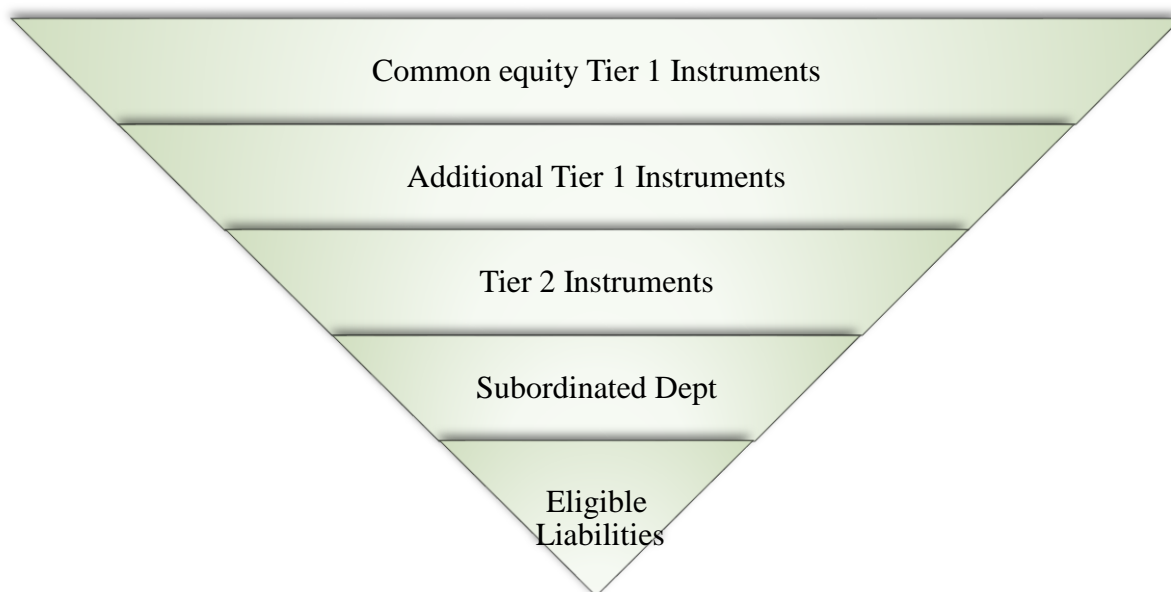 Common equity Tier 1 Instruments
Additional Tier 1 Instruments
Tier 2 Instruments
Subordinated Dept
Eligible
Liabilities